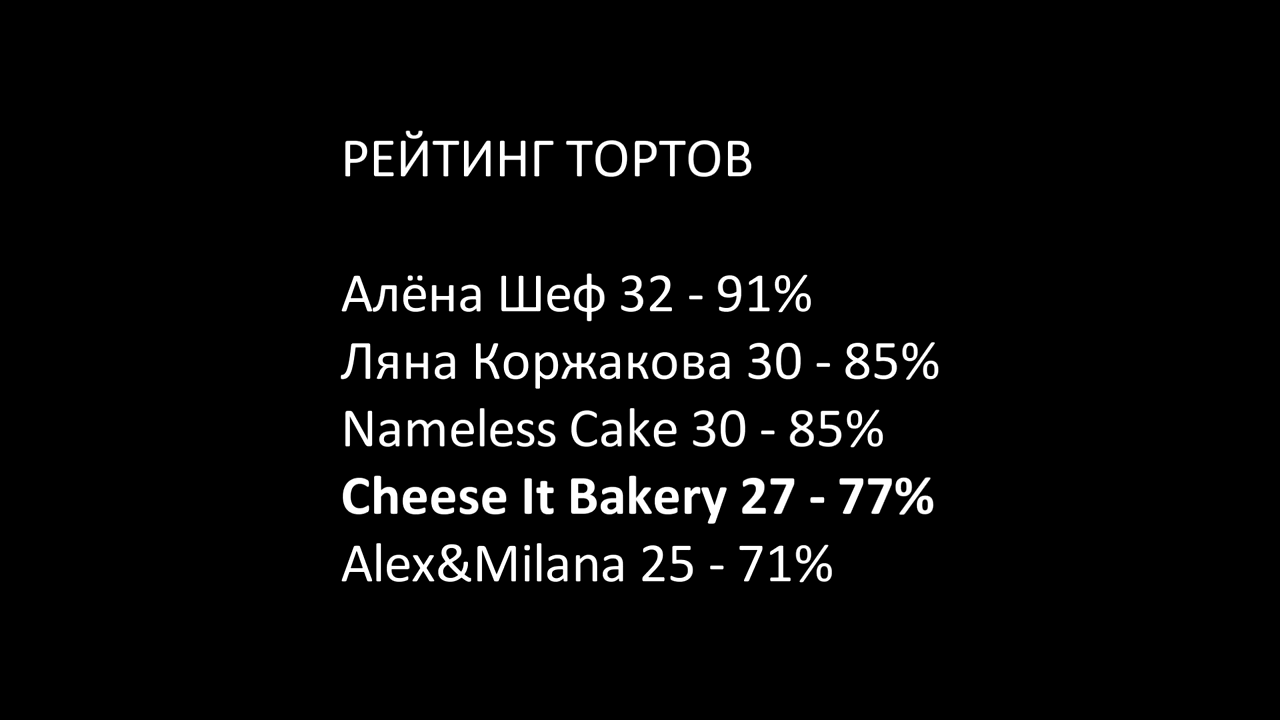 РЕЙТИНГ ТОРТОВ
Алёна Шеф 32 - 91%
Ляна Коржакова 30 - 85%
Nameless Cake 30 - 85%
Cheese It Bakery 27 - 77%
Alex&Milana 25 - 71%